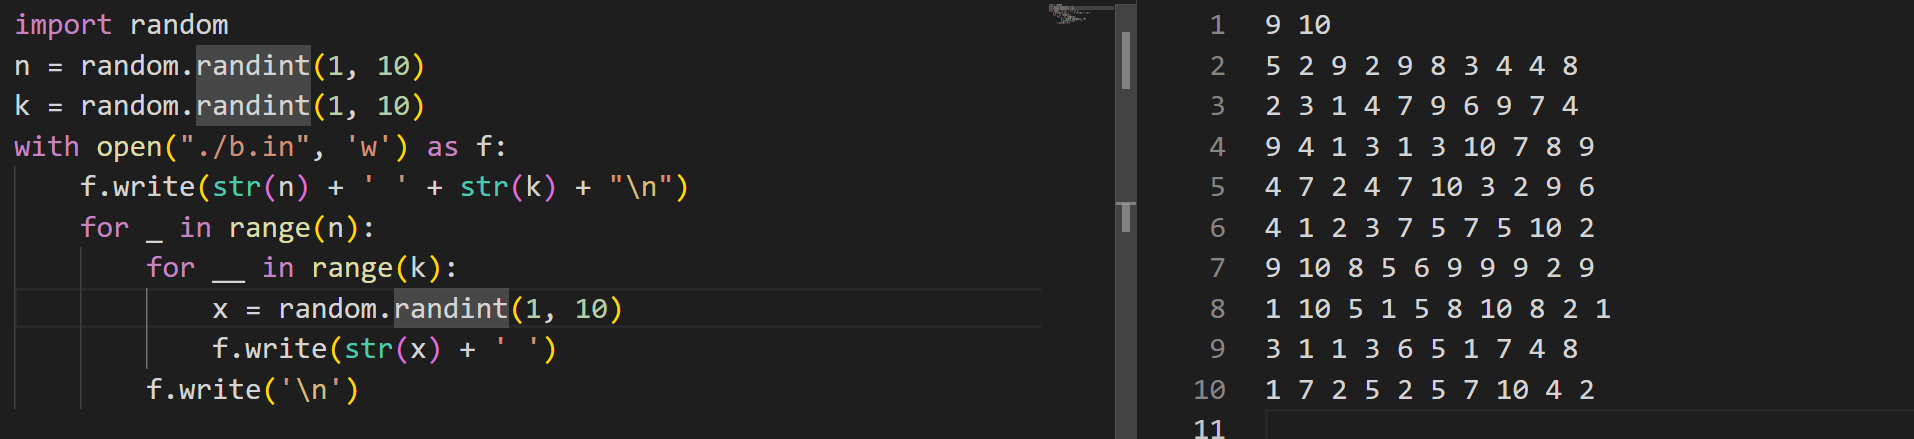 import random
n = random.randint(1, 10)
k = random.randint(1, 10)
with open("./b.in", 'w') as f:
    f.write(str(n) + ' ' + str(k) + "\n")
    for _ in range(n):
        for __ in range(k):
            x = random.randint(1, 10)
            f.write(str(x) + ' ')
        f.write('\n')
1 9 10
2 5 2 9 2 9 8 3 4 4 8
3 2 3 1 4 7 9 6 9 7 4
4 9 4 1 3 1 3 10 7 8 9
5 4 7 2 4 7 10 3 2 9 6
6 4 1 2 3 7 5 7 5 10 2
7 9 10 8 5 6 9 9 9 2 9
8 1 10 5 1 5 8 10 8 2 1
9 3 1 1 3 6 5 1 7 4 8
10 1 7 2 5 2 5 7 10 4 2
11